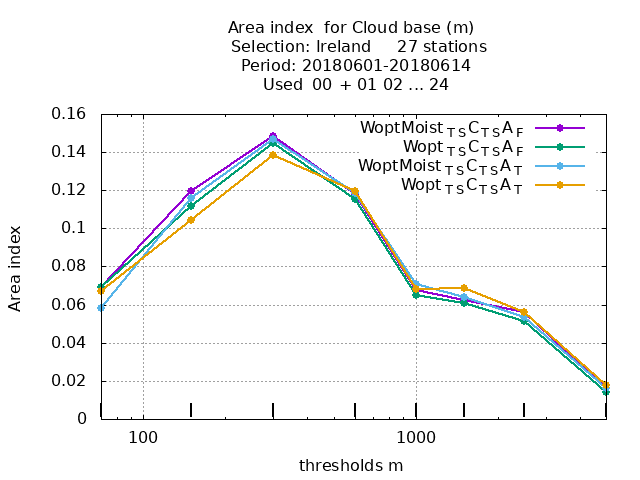 Area index for Cloud base (m)
Selection: Ireland 27 stations
Period: 20180601-20180614
Used 00 + 01 02 ... 24
WoptMoist TS C TS A F
Wopt TS C TS A F
WoptMoist TS C TS A T
Wopt TS C TS A T
0.16
0.14
0.12
0.1
0.08
0.06
0.04
0.02
0
Area index
100 1000
thresholds m